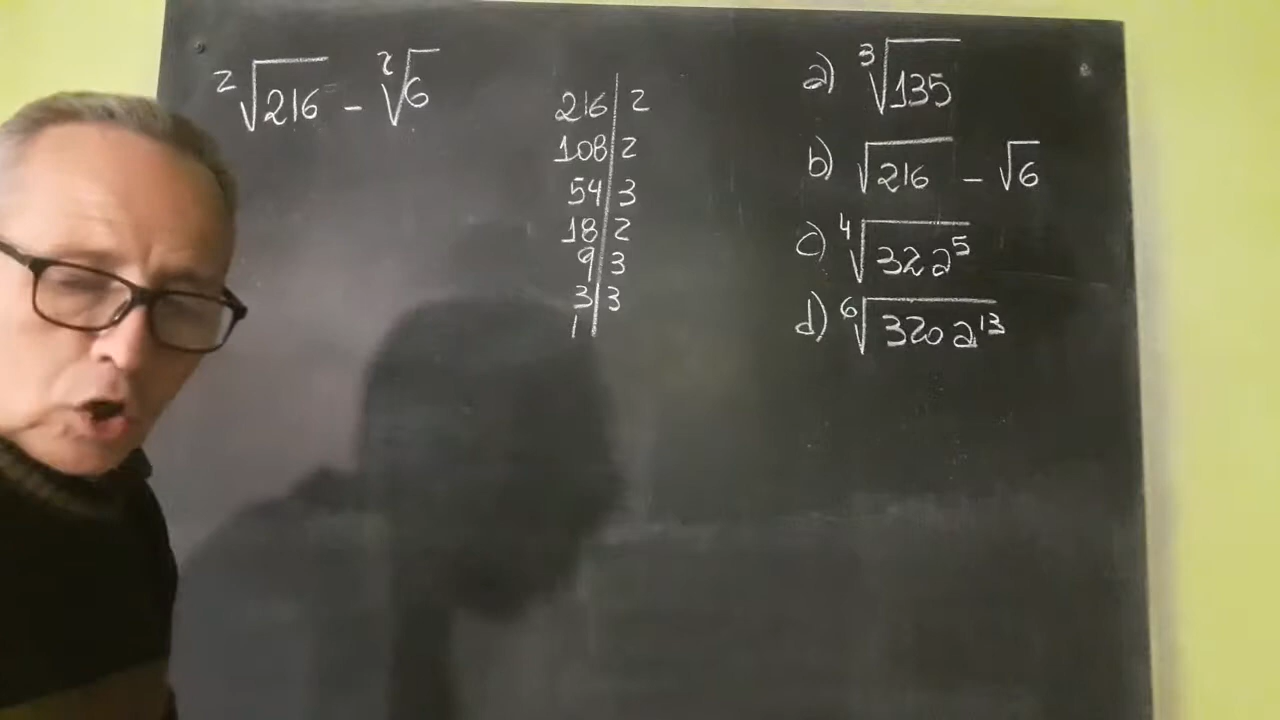 ²√216 - ²√6
216 | 2
108 | 2
54 | 3
18 | 2
9 | 3
3 | 3
1 |
a) ³√135
b) √216 - √6
c) ⁴√32a⁵
d) ⁶√320a¹³